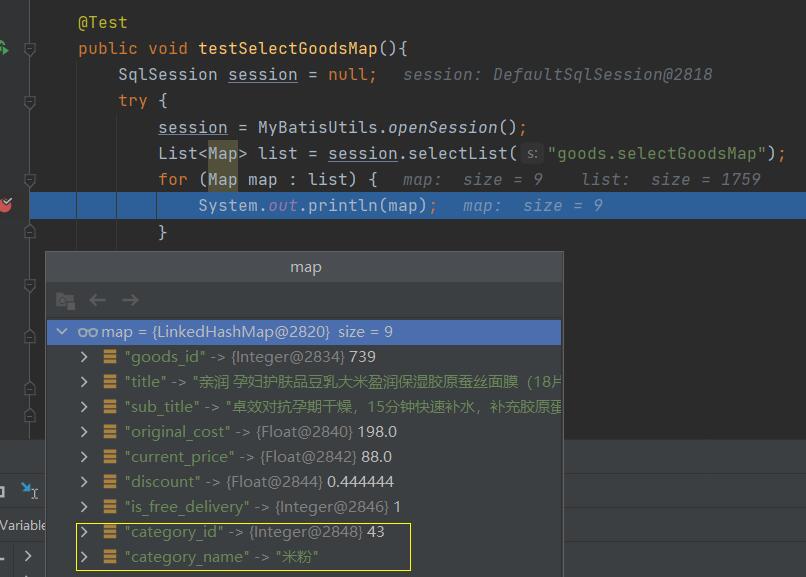 @Test
public void testSelectGoodsMap(){
SqlSession session = null; session: DefaultSqlSession@2818
try {
session = MyBatisUtils.openSession();
List<Map> list = session.selectList( s: "goods.selectGoodsMap");
for (Map map : list) { map: size = 9 list: size = 1759
System.out.println(map); map: size = 9
}
map
map = {LinkedHashMap@2820} size = 9
"goods_id" -> {Integer@2834} 739
"title" -> "亲润 孕妇护肤品豆乳大米盈润保湿胶原蚕丝面膜（18片
"sub_title" -> "卓效对抗孕期干燥，15分钟快速补水，补充胶原蛋
"original_cost" -> {Float@2840} 198.0
"current_price" -> {Float@2842} 88.0
"discount" -> {Float@2844} 0.444444
"is_free_delivery" -> {Integer@2846} 1
Variable
"category_id" -> {Integer@2848} 43
"category_name" -> "米粉"